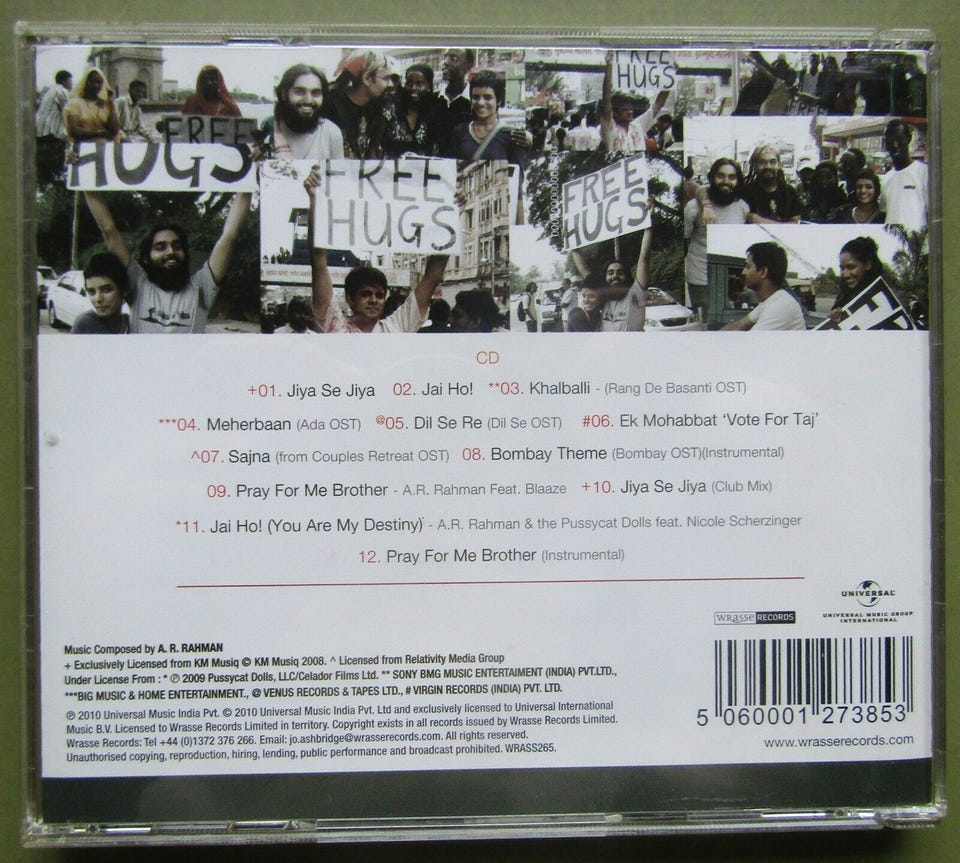 FREE
HUGS
FREE
HUGS
FREE
HUGS
FREE
HUGS
FREE
CD
+01. Jiya Se Jiya 02. Jai Ho! **03. Khalballi - (Rang De Basanti OST)
***04. Meherbaan (Ada OST) @05. Dil Se Re (Dil Se OST) #06. Ek Mohabbat ‘Vote For Taj’
^07. Sajna (from Couples Retreat OST) 08. Bombay Theme (Bombay OST)(Instrumental)
09. Pray For Me Brother - A.R. Rahman Feat. Blaaze +10. Jiya Se Jiya (Club Mix)
*11. Jai Ho! (You Are My Destiny) - A.R. Rahman & the Pussycat Dolls feat. Nicole Scherzinger
12. Pray For Me Brother (Instrumental)
UNIVERSAL
wrasse RECORDS
UNIVERSAL MUSIC GROUP
INTERNATIONAL
Music Composed by A. R. RAHMAN
+ Exclusively Licensed from KM Musiq © KM Musiq 2008. ^ Licensed from Relativity Media Group
Under License From : * ℗ 2009 Pussycat Dolls, LLC/Celador Films Ltd. ** SONY BMG MUSIC ENTERTAIMENT (INDIA) PVT.LTD.,
***BIG MUSIC & HOME ENTERTAINMENT., @ VENUS RECORDS & TAPES LTD., # VIRGIN RECORDS (INDIA) PVT. LTD.
℗ 2010 Universal Music India Pvt. © 2010 Universal Music India Pvt. Ltd and exclusively licensed to Universal International
Music B.V. Licensed to Wrasse Records Limited in territory. Copyright exists in all records issued by Wrasse Records Limited.
Wrasse Records: Tel +44 (0)1372 376 266. Email: jo.ashbridge@wrasserecords.com. All rights reserved.
Unauthorised copying, reproduction, hiring, lending, public performance and broadcast prohibited. WRASS265.
5 060001 273853
www.wrasserecords.com